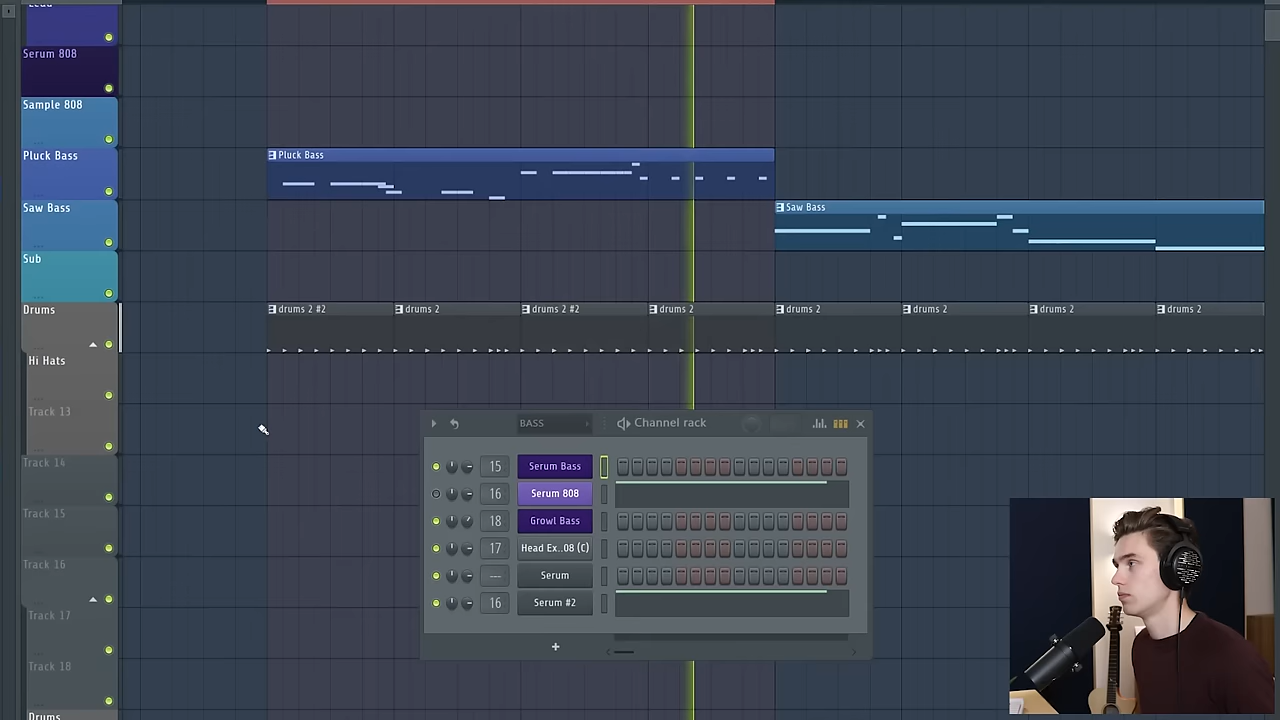 Lead
Serum 808
Sample 808
Pluck Bass
Pluck Bass
Saw Bass
Saw Bass
Sub
Drums
drums 2 #2
drums 2
drums 2 #2
drums 2
drums 2
drums 2
drums 2
drums 2
Hi Hats
Track 13
Track 14
Track 15
Track 16
Track 17
Track 18
Drums
BASS
Channel rack
15
Serum Bass
16
Serum 808
18
Growl Bass
17
Head Ex..08 (C)
---
Serum
16
Serum #2